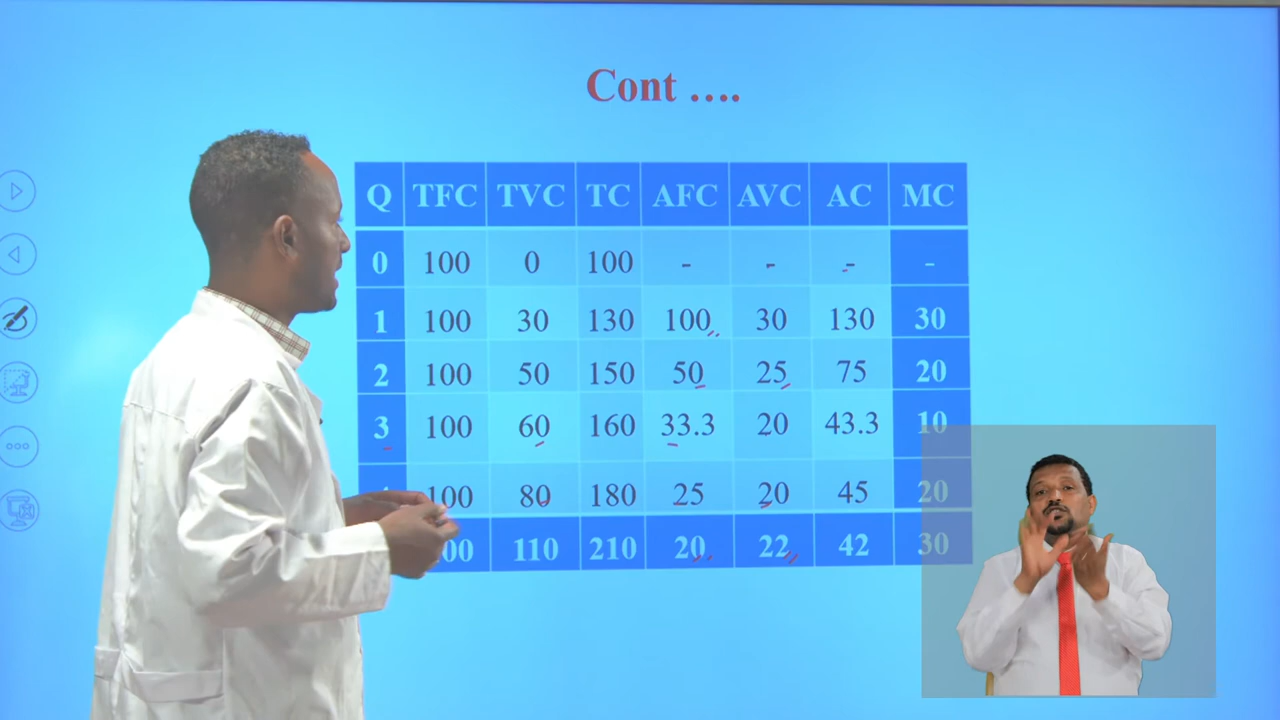 Cont ....
Q TFC TVC TC AFC AVC AC MC
0 100 0 100 - - - -
1 100 30 130 100 30 130 30
2 100 50 150 50 25 75 20
3 100 60 160 33.3 20 43.3 10
100 80 180 25 20 45 20
00 110 210 20 22 42 30